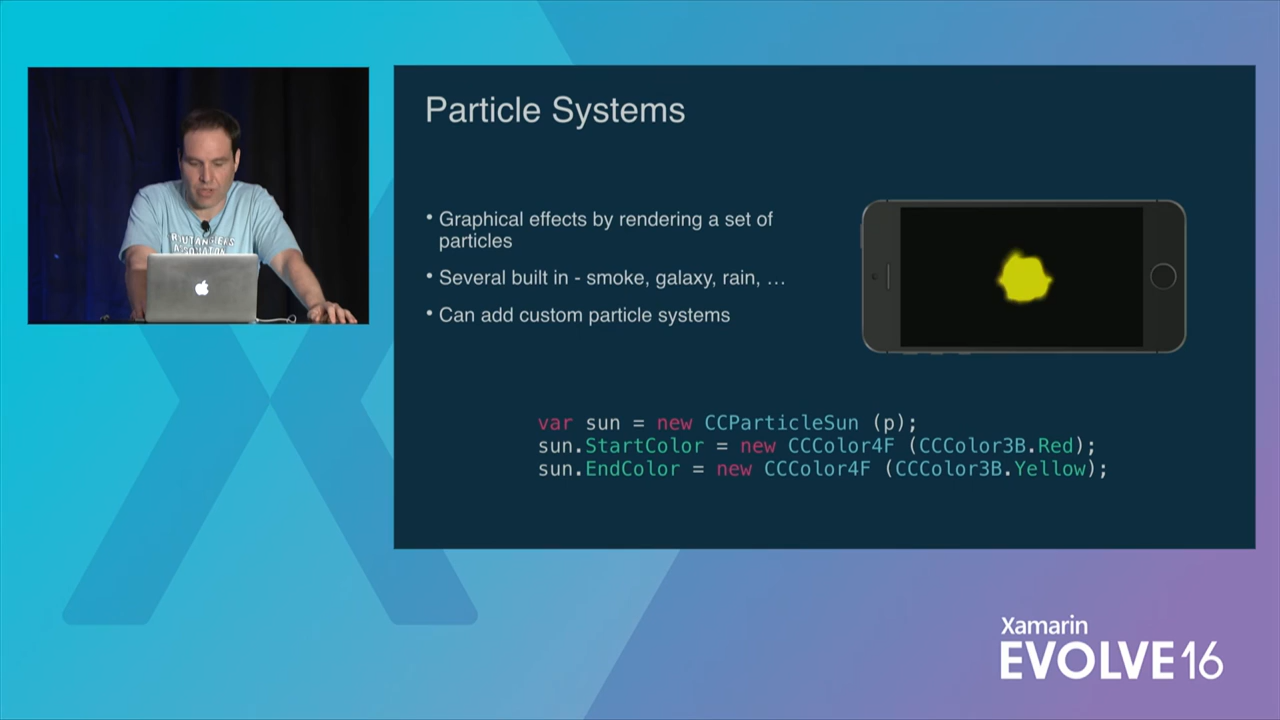 Particle Systems
• Graphical effects by rendering a set of
particles
• Several built in - smoke, galaxy, rain, …
• Can add custom particle systems
var sun = new CCParticleSun (p);
sun.StartColor = new CCColor4F (CCColor3B.Red);
sun.EndColor = new CCColor4F (CCColor3B.Yellow);
Xamarin
EVOLVE16